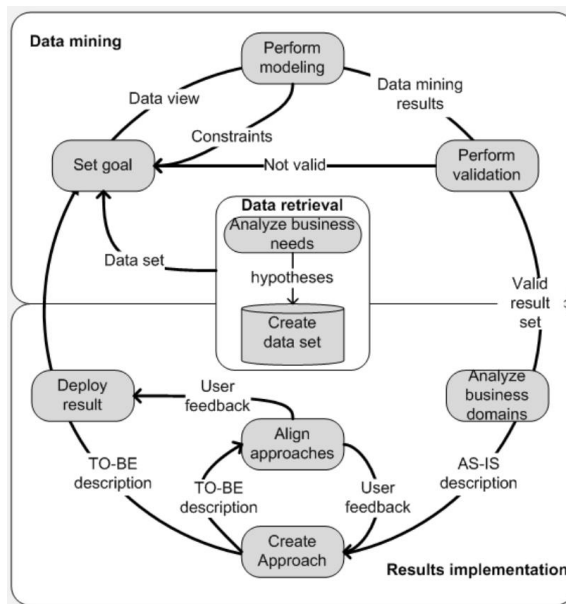 Data mining
Perform
modeling
Data view
Data mining
results
Constraints
Set goal
Not valid
Perform
validation
Data retrieval
Analyze business
needs
Data set
hypotheses
Create
data set
Valid
result
set
Deploy
result
User
feedback
Analyze
business
domains
Align
approaches
TO-BE
description
TO-BE
description
User
feedback
AS-IS
description
Create
Approach
Results implementation